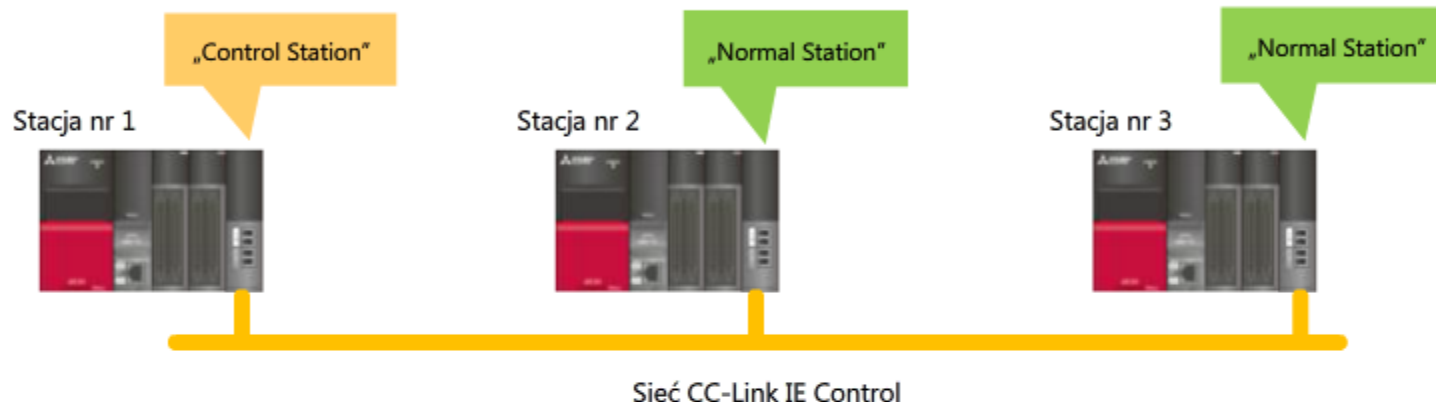 „Control Station”
„Normal Station”
„Normal Station”
Stacja nr 1
Stacja nr 2
Stacja nr 3
Sieć CC-Link IE Control